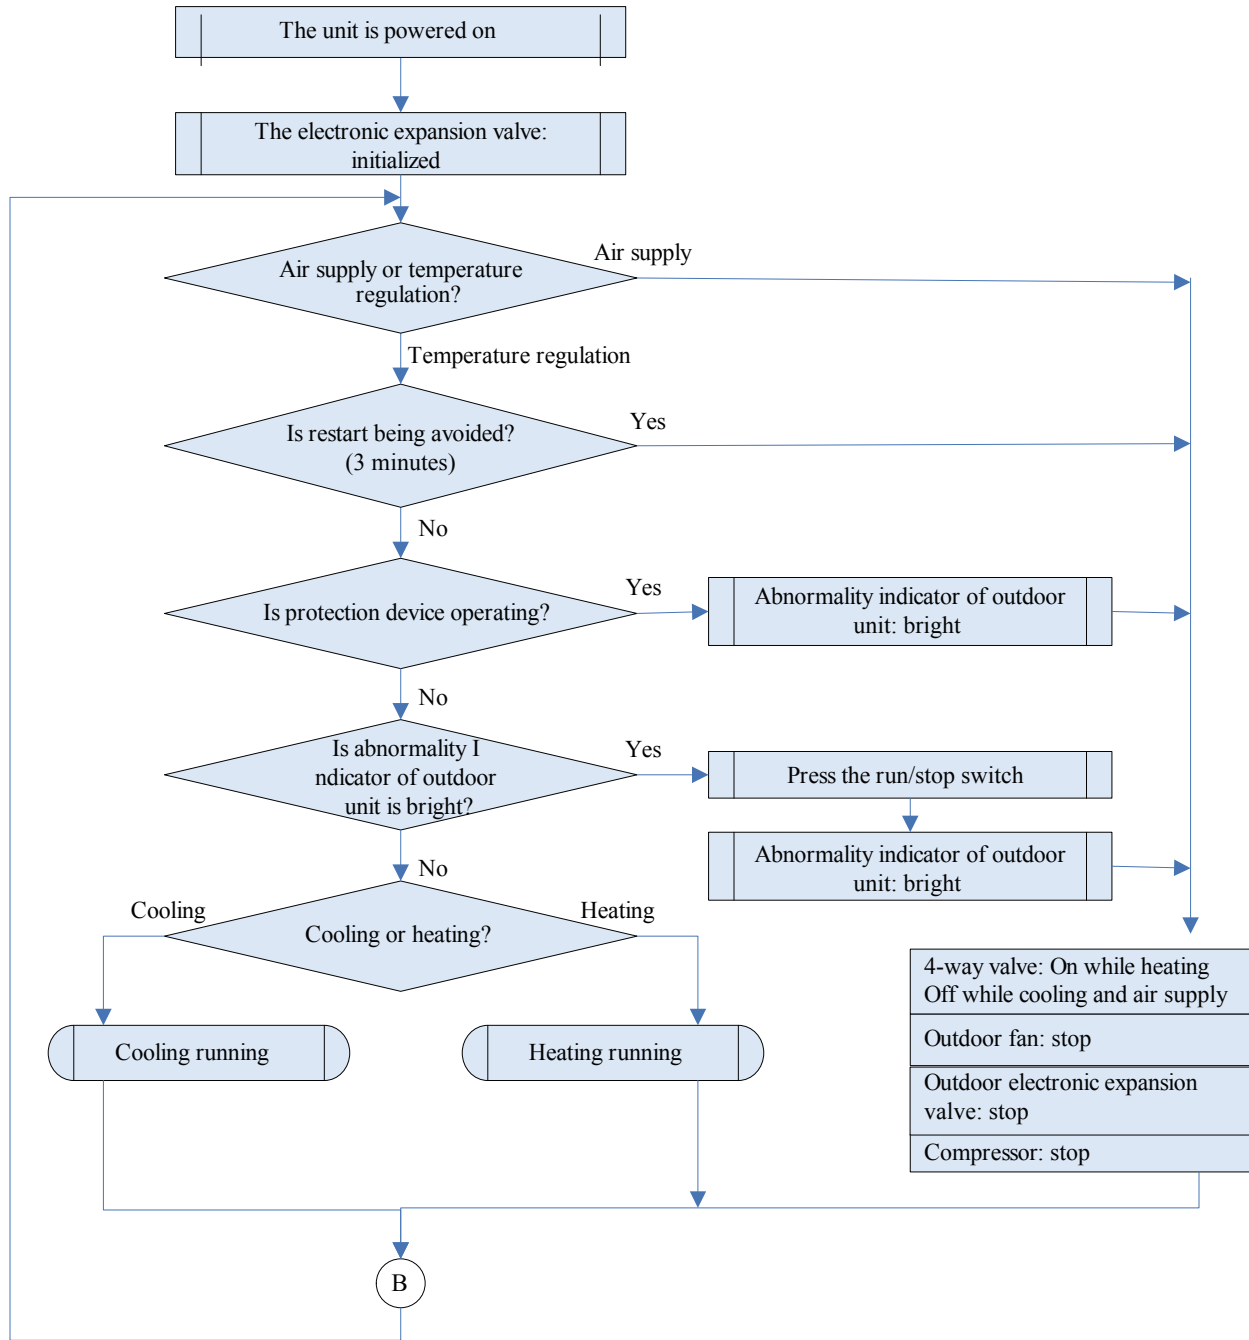 The unit is powered on
The electronic expansion valve:
initialized
Air supply
Air supply or temperature
regulation?
Temperature regulation
Yes
Is restart being avoided?
(3 minutes)
No
Yes
Is protection device operating?
Abnormality indicator of outdoor
unit: bright
No
Is abnormality I
ndicator of outdoor
unit is bright?
Yes
Press the run/stop switch
Abnormality indicator of outdoor
unit: bright
No
Cooling
Heating
Cooling or heating?
4-way valve: On while heating
Off while cooling and air supply
Outdoor fan: stop
Outdoor electronic expansion
valve: stop
Compressor: stop
Cooling running
Heating running
B